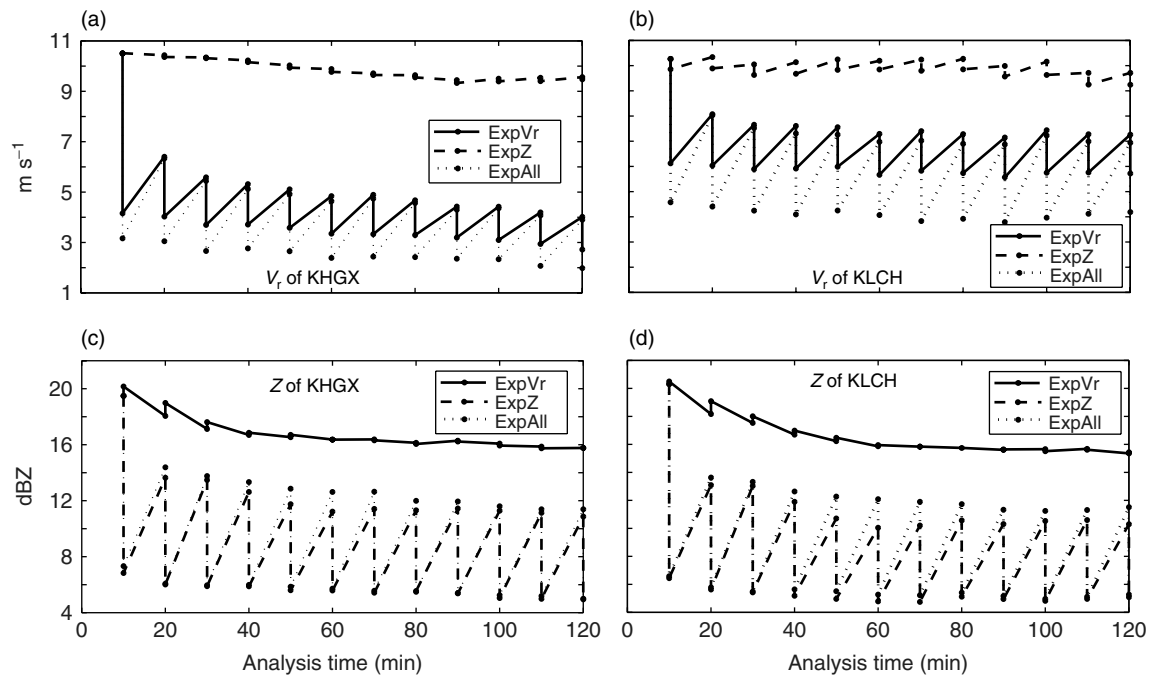 (a)
11
9
7
5
3
1
m s⁻¹
ExpVr
ExpZ
ExpAll
Vr of KHGX
(b)
ExpVr
ExpZ
ExpAll
Vr of KLCH
(c)
20
16
12
8
4
dBZ
Z of KHGX
ExpVr
ExpZ
ExpAll
0 20 40 60 80 100 120
Analysis time (min)
(d)
Z of KLCH
ExpVr
ExpZ
ExpAll
0 20 40 60 80 100 120
Analysis time (min)